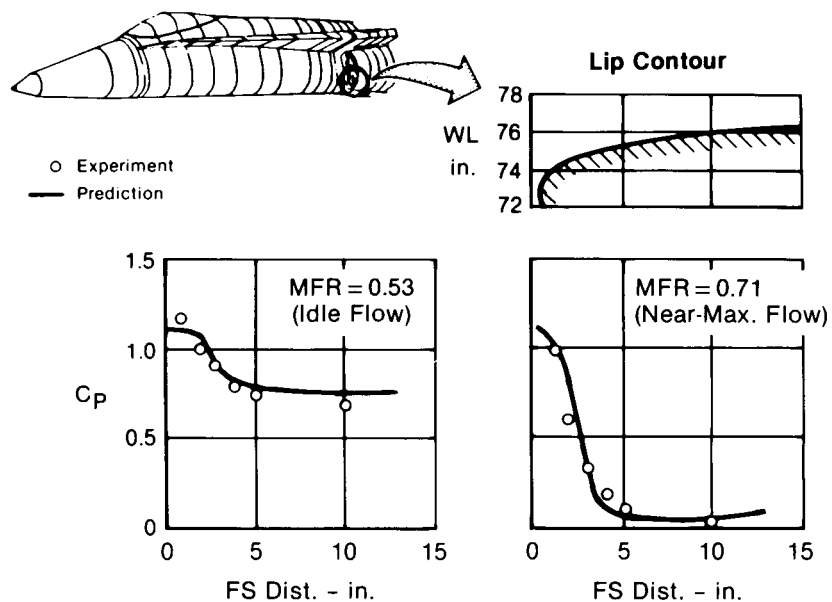 Lip Contour
WL
in.
78
76
74
72
Experiment
Prediction
1.5
1.0
0.5
0
CP
MFR = 0.53
(Idle Flow)
0 5 10 15
FS Dist. - in.
MFR = 0.71
(Near-Max. Flow)
0 5 10 15
FS Dist. - in.